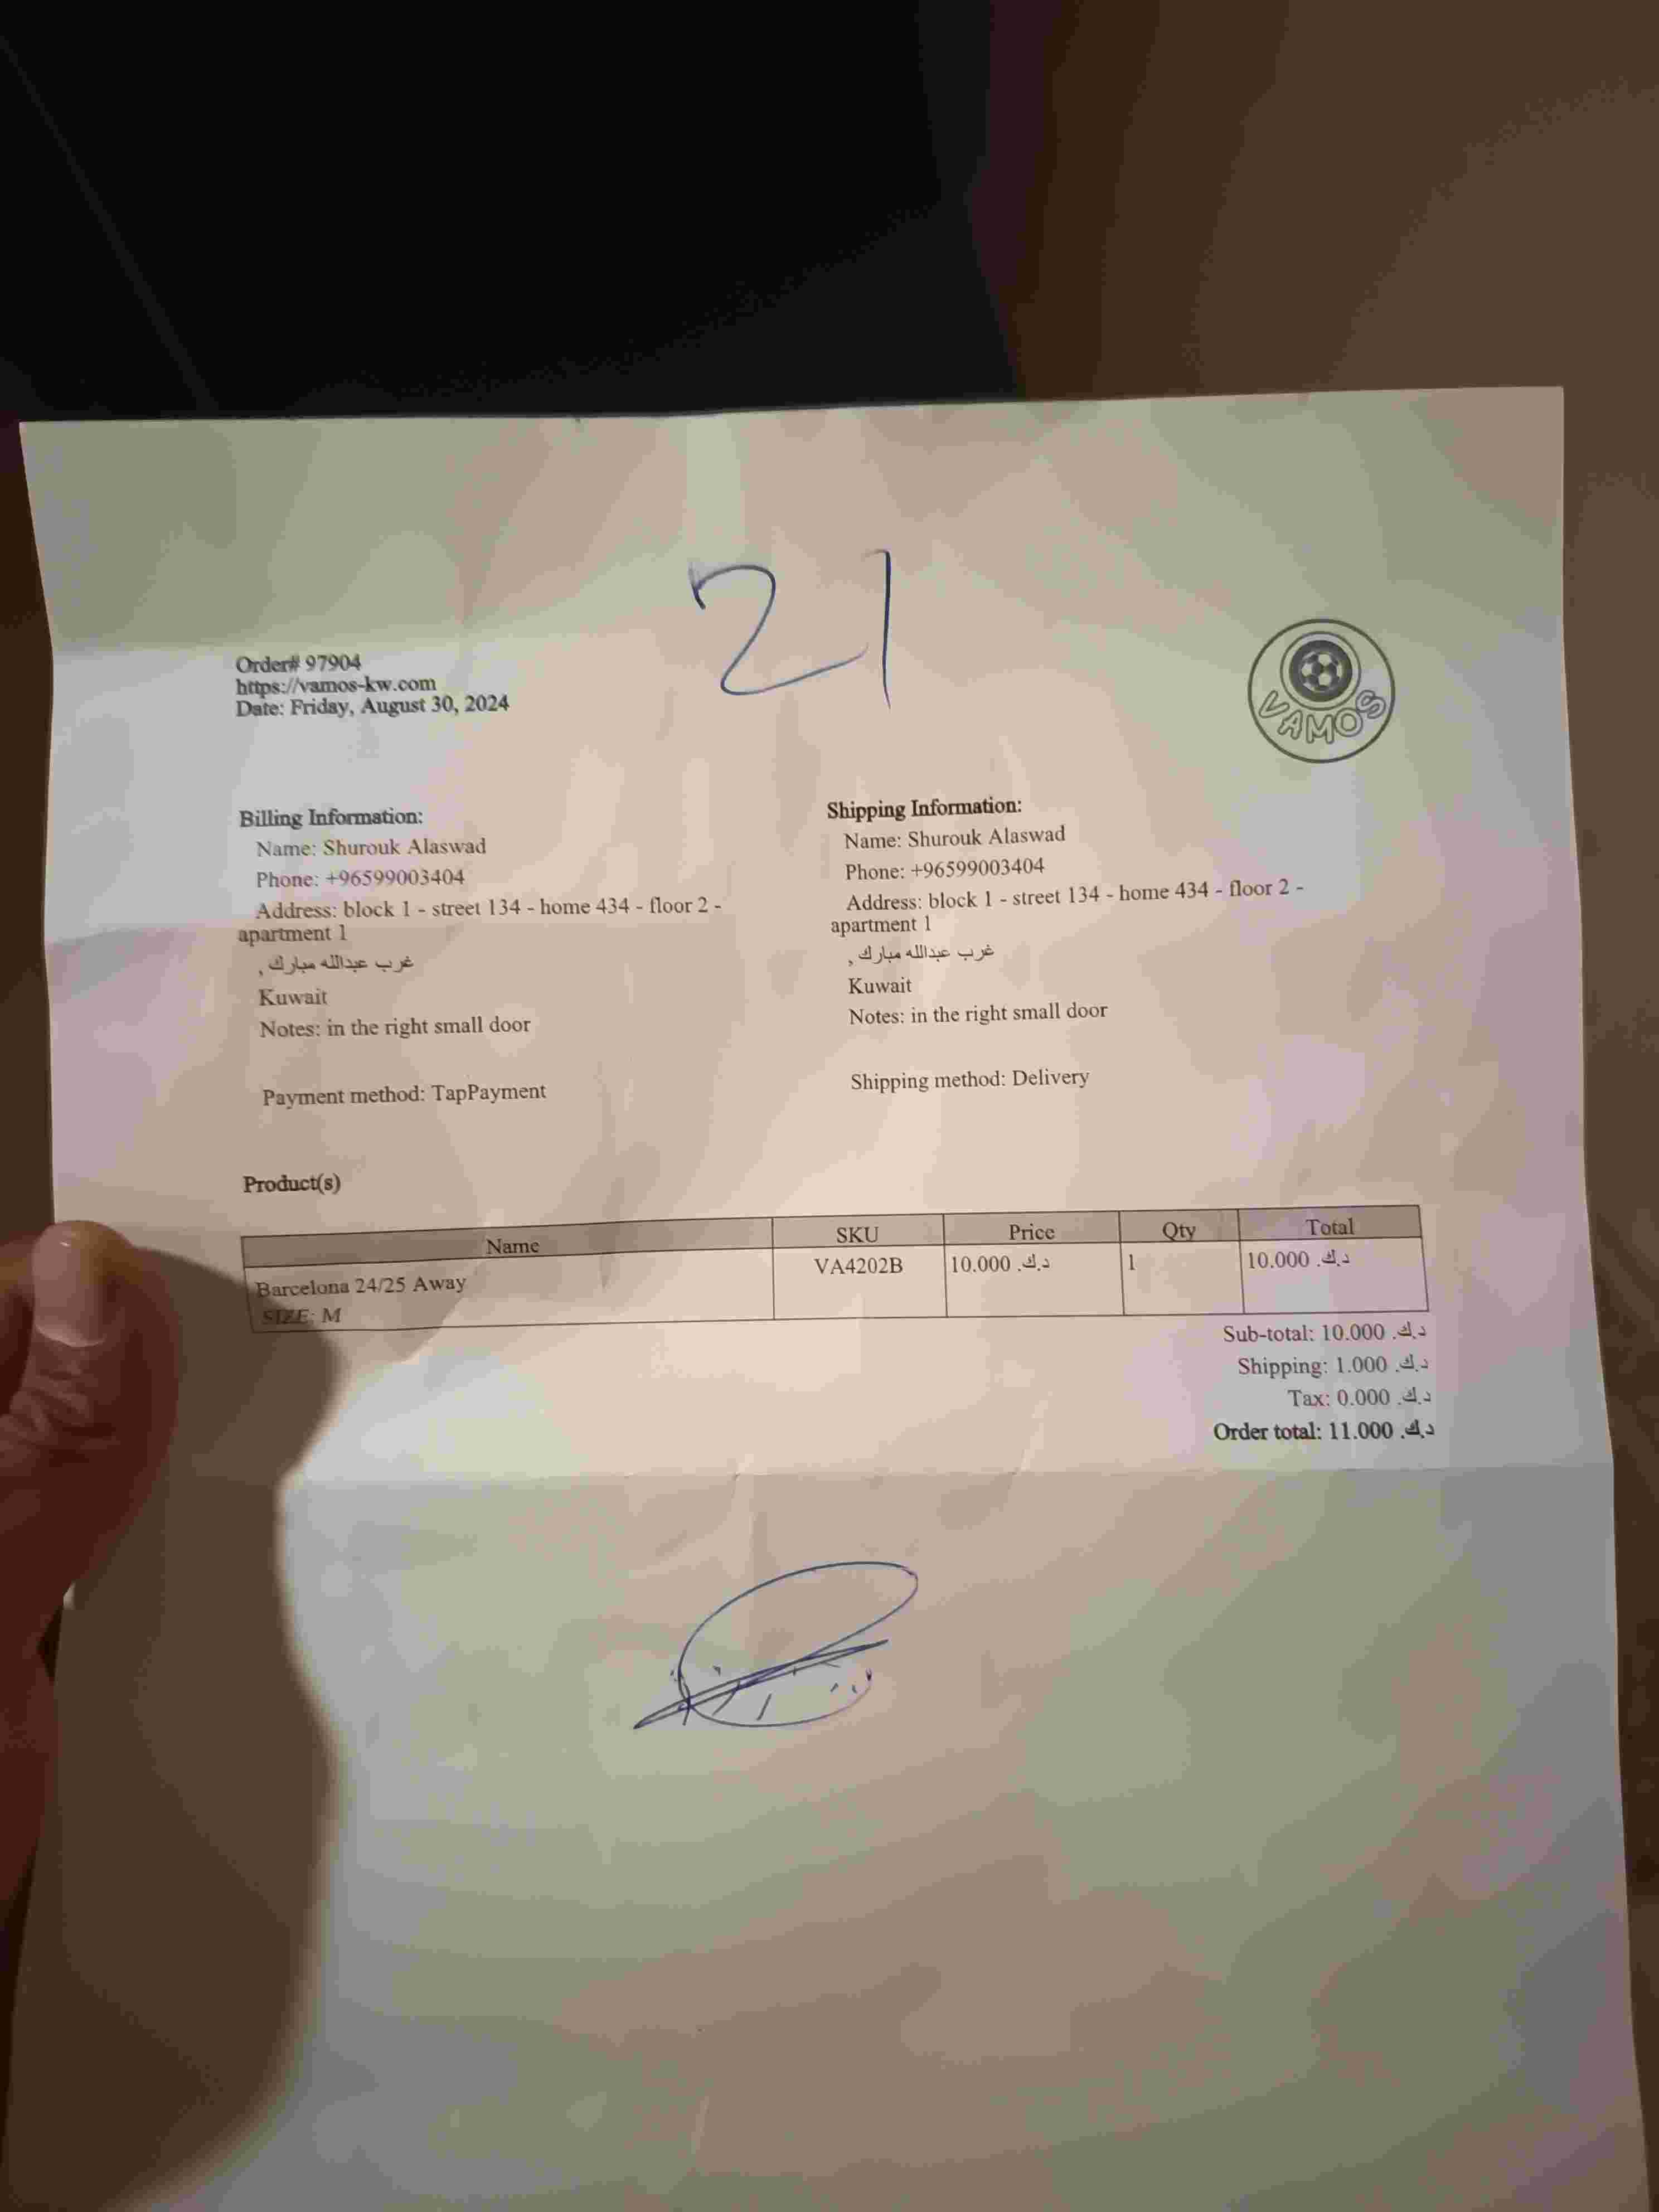 21
Order# 97904
https://vamos-kw.com
Date: Friday, August 30, 2024
VAMOS
Billing Information:
Name: Shurouk Alaswad
Phone: +96599003404
Address: block 1 - street 134 - home 434 - floor 2 -
apartment 1
غرب عبدالله مبارك ,
Kuwait
Notes: in the right small door
Payment method: TapPayment
Shipping Information:
Name: Shurouk Alaswad
Phone: +96599003404
Address: block 1 - street 134 - home 434 - floor 2 -
apartment 1
غرب عبدالله مبارك ,
Kuwait
Notes: in the right small door
Shipping method: Delivery
Product(s)
Name SKU Price Qty Total
Barcelona 24/25 Away VA4202B 10.000 د.ك. 1 10.000 د.ك.
SIZE: M
Sub-total: 10.000 د.ك.
Shipping: 1.000 د.ك.
Tax: 0.000 د.ك.
Order total: 11.000 د.ك.